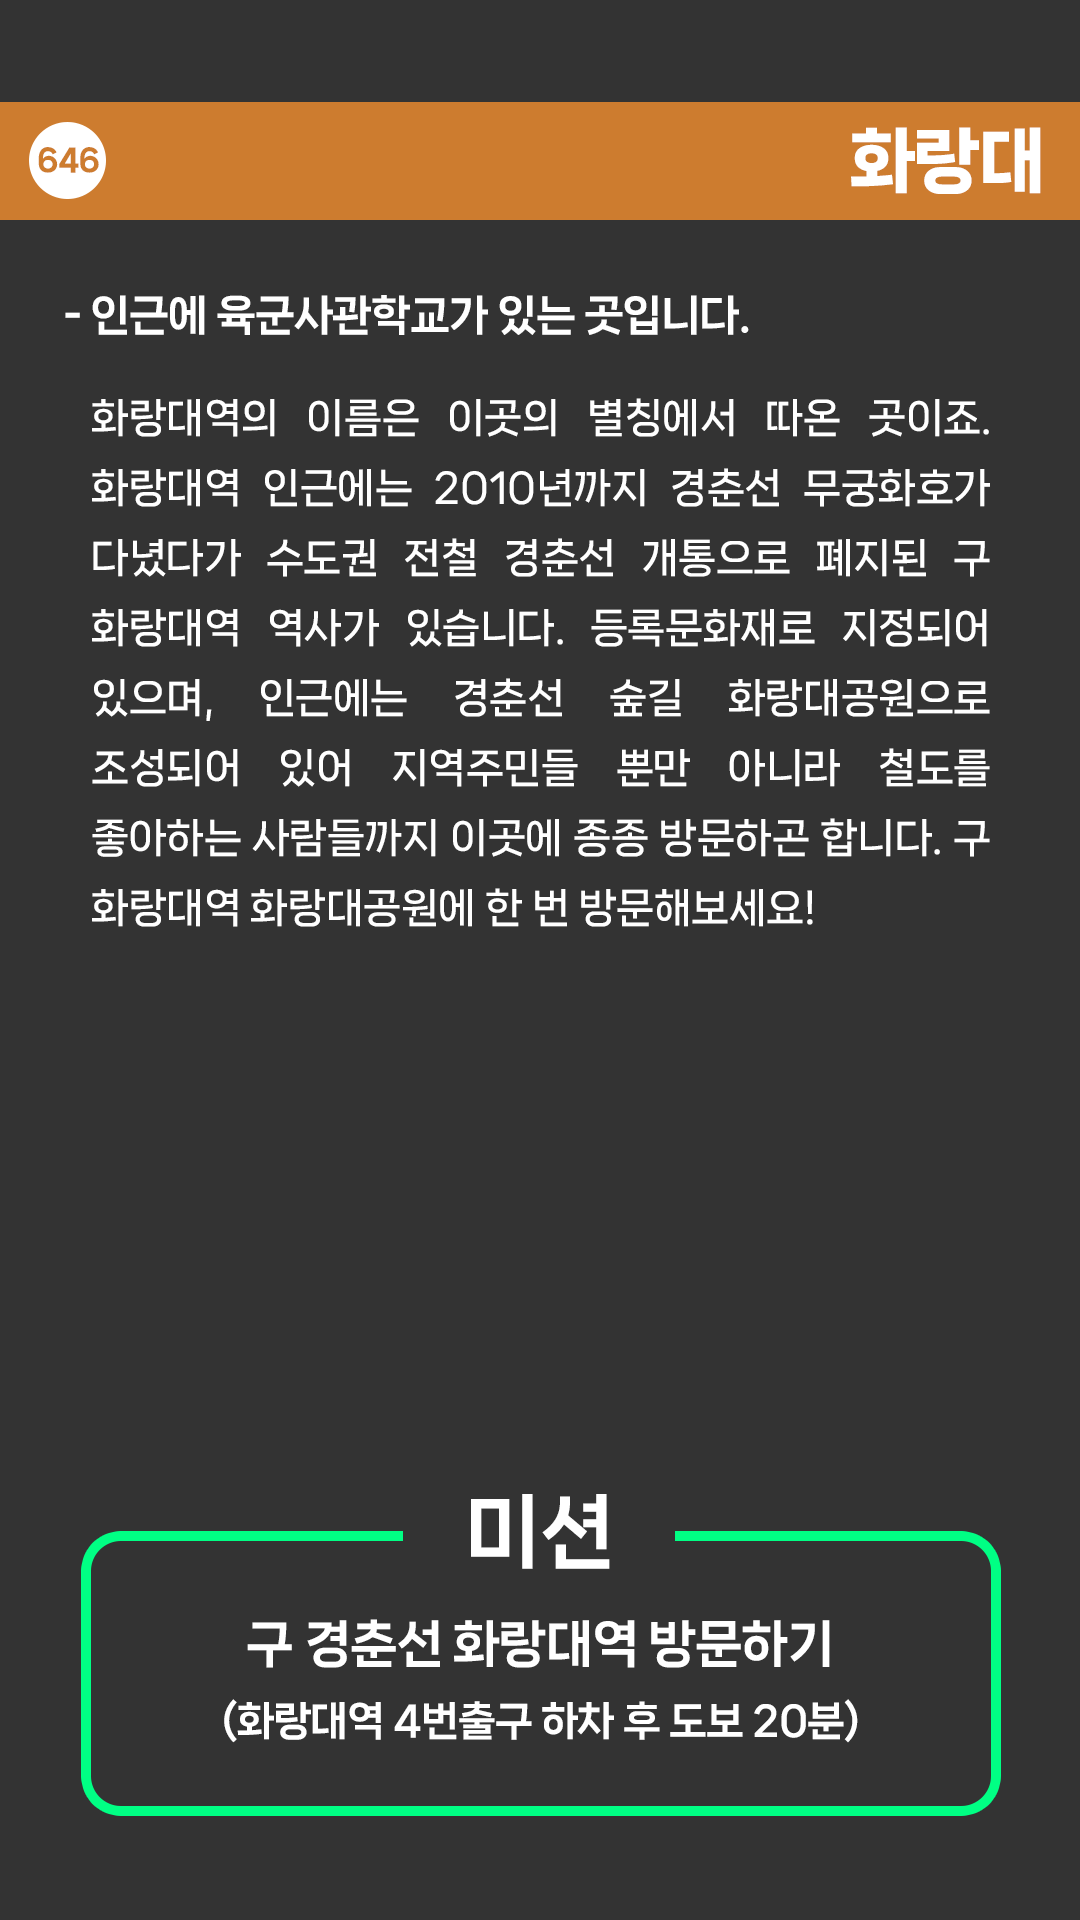 646
화랑대
- 인근에 육군사관학교가 있는 곳입니다.
화랑대역의 이름은 이곳의 별칭에서 따온 곳이죠.
화랑대역 인근에는 2010년까지 경춘선 무궁화호가
다녔다가 수도권 전철 경춘선 개통으로 폐지된 구
화랑대역 역사가 있습니다. 등록문화재로 지정되어
있으며, 인근에는 경춘선 숲길 화랑대공원으로
조성되어 있어 지역주민들 뿐만 아니라 철도를
좋아하는 사람들까지 이곳에 종종 방문하곤 합니다. 구
화랑대역 화랑대공원에 한 번 방문해보세요!
미션
구 경춘선 화랑대역 방문하기
(화랑대역 4번출구 하차 후 도보 20분)